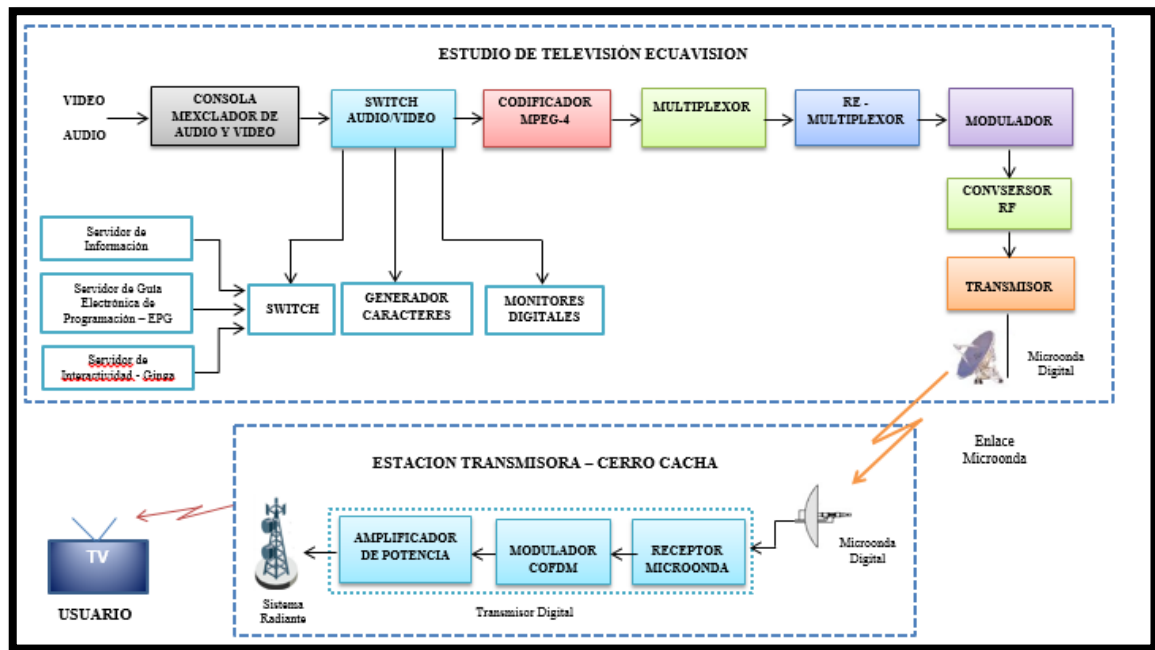 ESTUDIO DE TELEVISIÓN ECUAVISION
VIDEO
AUDIO
CONSOLA
MEXCLADOR DE
AUDIO Y VIDEO
SWITCH
AUDIO/VIDEO
CODIFICADOR
MPEG-4
MULTIPLEXOR
RE -
MULTIPLEXOR
MODULADOR
CONVSERSOR
RF
TRANSMISOR
Servidor de
Información
Servidor de Guía
Electrónica de
Programación – EPG
Servidor de
Interactividad - Ginga
SWITCH
GENERADOR
CARACTERES
MONITORES
DIGITALES
Microonda
Digital
Enlace
Microonda
ESTACION TRANSMISORA – CERRO CACHA
AMPLIFICADOR
DE POTENCIA
MODULADOR
COFDM
RECEPTOR
MICROONDA
Microonda
Digital
Sistema
Radiante
Transmisor Digital
TV
USUARIO